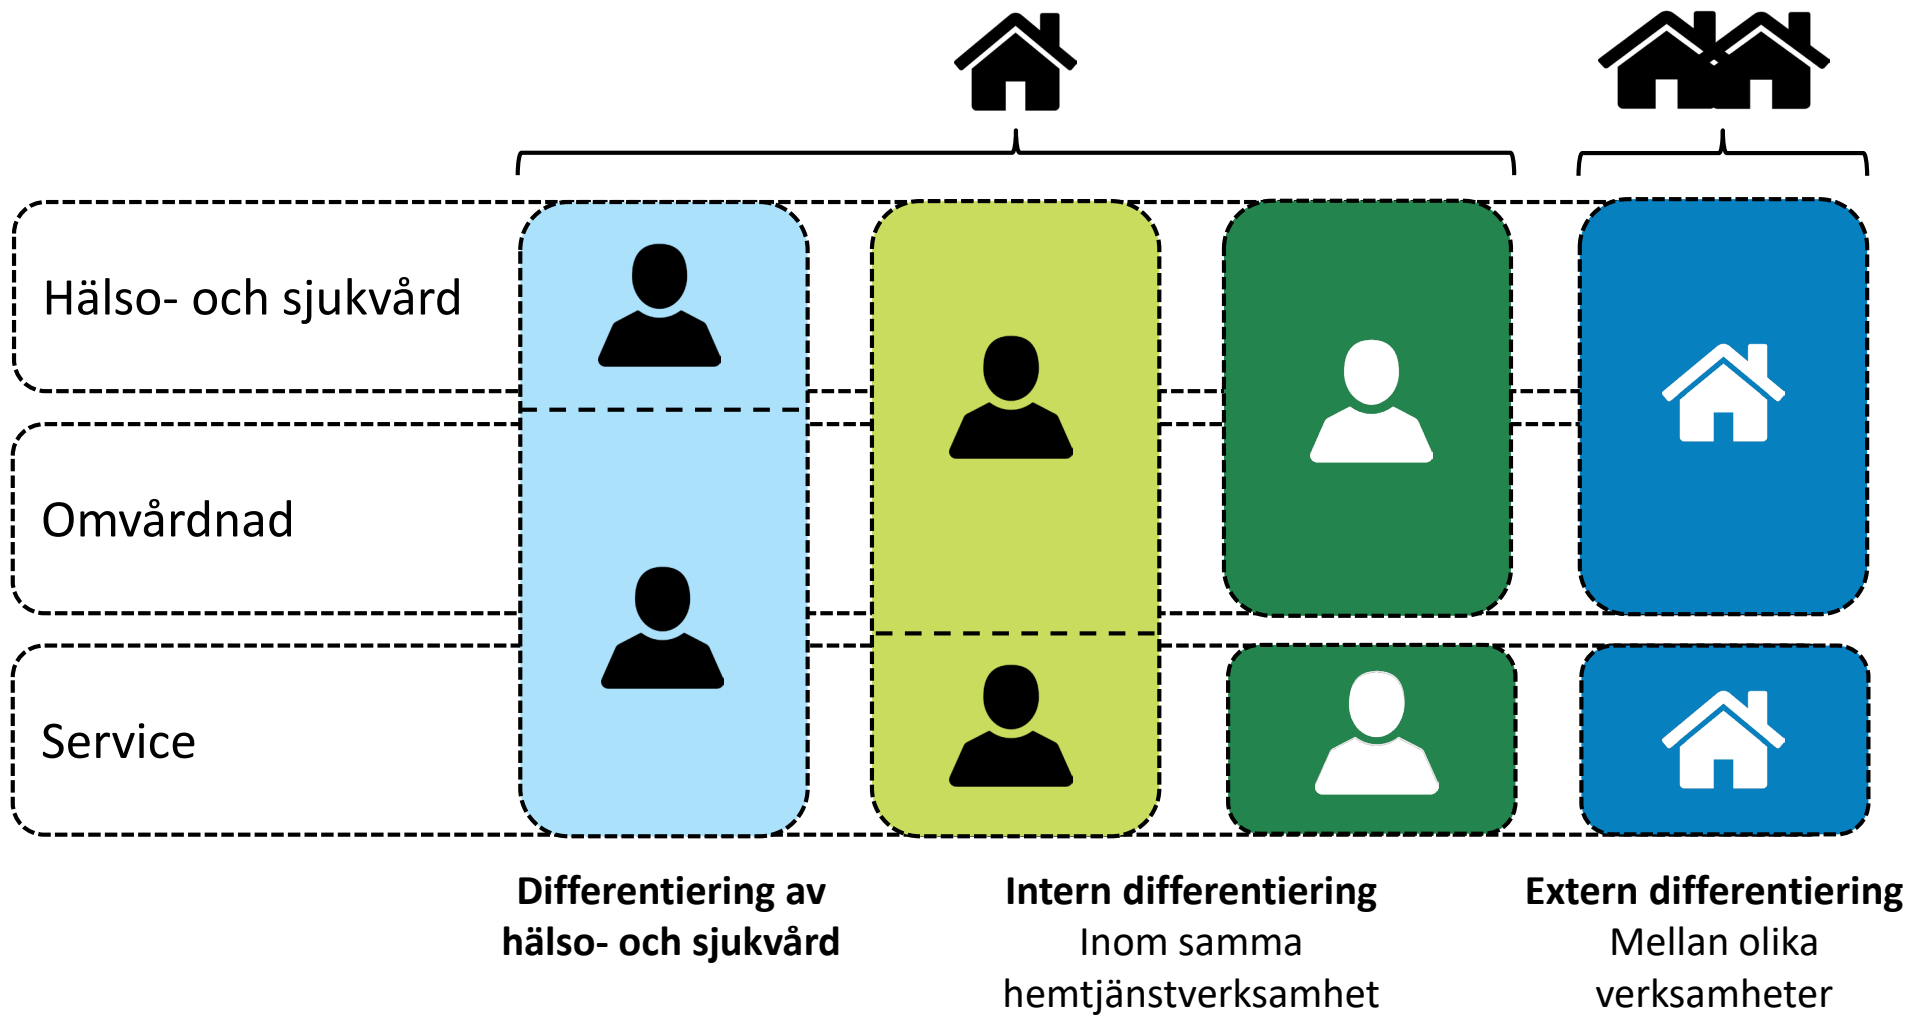 Hälso- och sjukvård
Omvårdnad
Service
Differentiering av
hälso- och sjukvård
Intern differentiering
Inom samma
hemtjänstverksamhet
Extern differentiering
Mellan olika
verksamheter